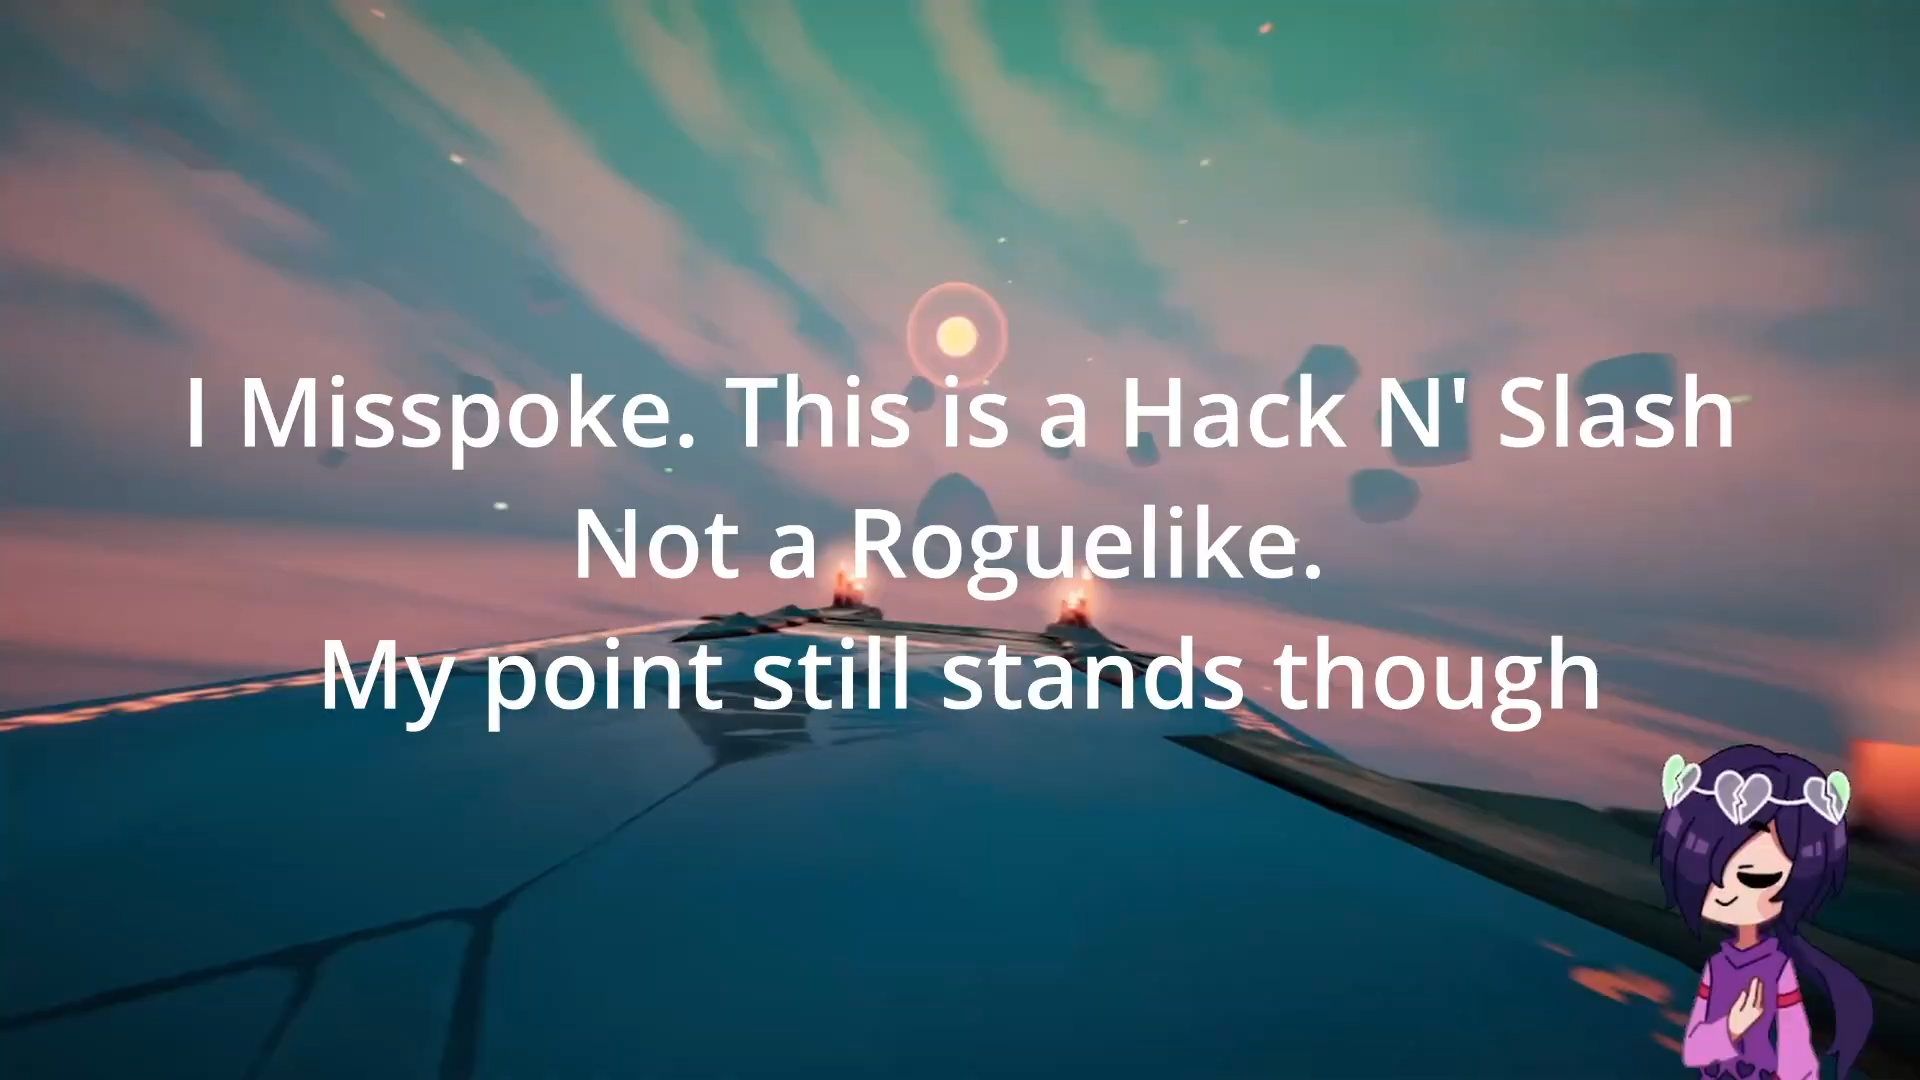 I Misspoke. This is a Hack N' Slash
Not a Roguelike.
My point still stands though